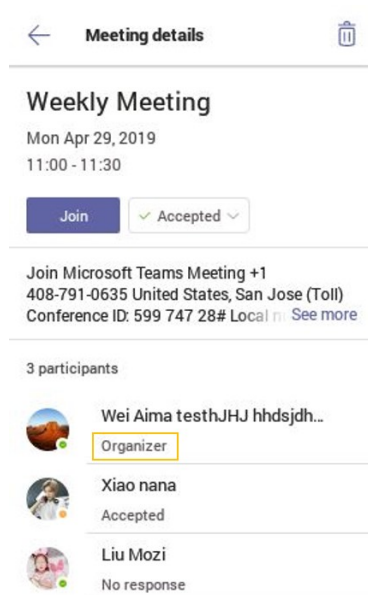 Meeting details
Weekly Meeting
Mon Apr 29, 2019
11:00 - 11:30
Join
Accepted
Join Microsoft Teams Meeting +1
408-791-0635 United States, San Jose (Toll)
Conference ID: 599 747 28# Local See more
3 participants
Wei Aima testhJHJ hhdsjdh...
Organizer
Xiao nana
Accepted
Liu Mozi
No response